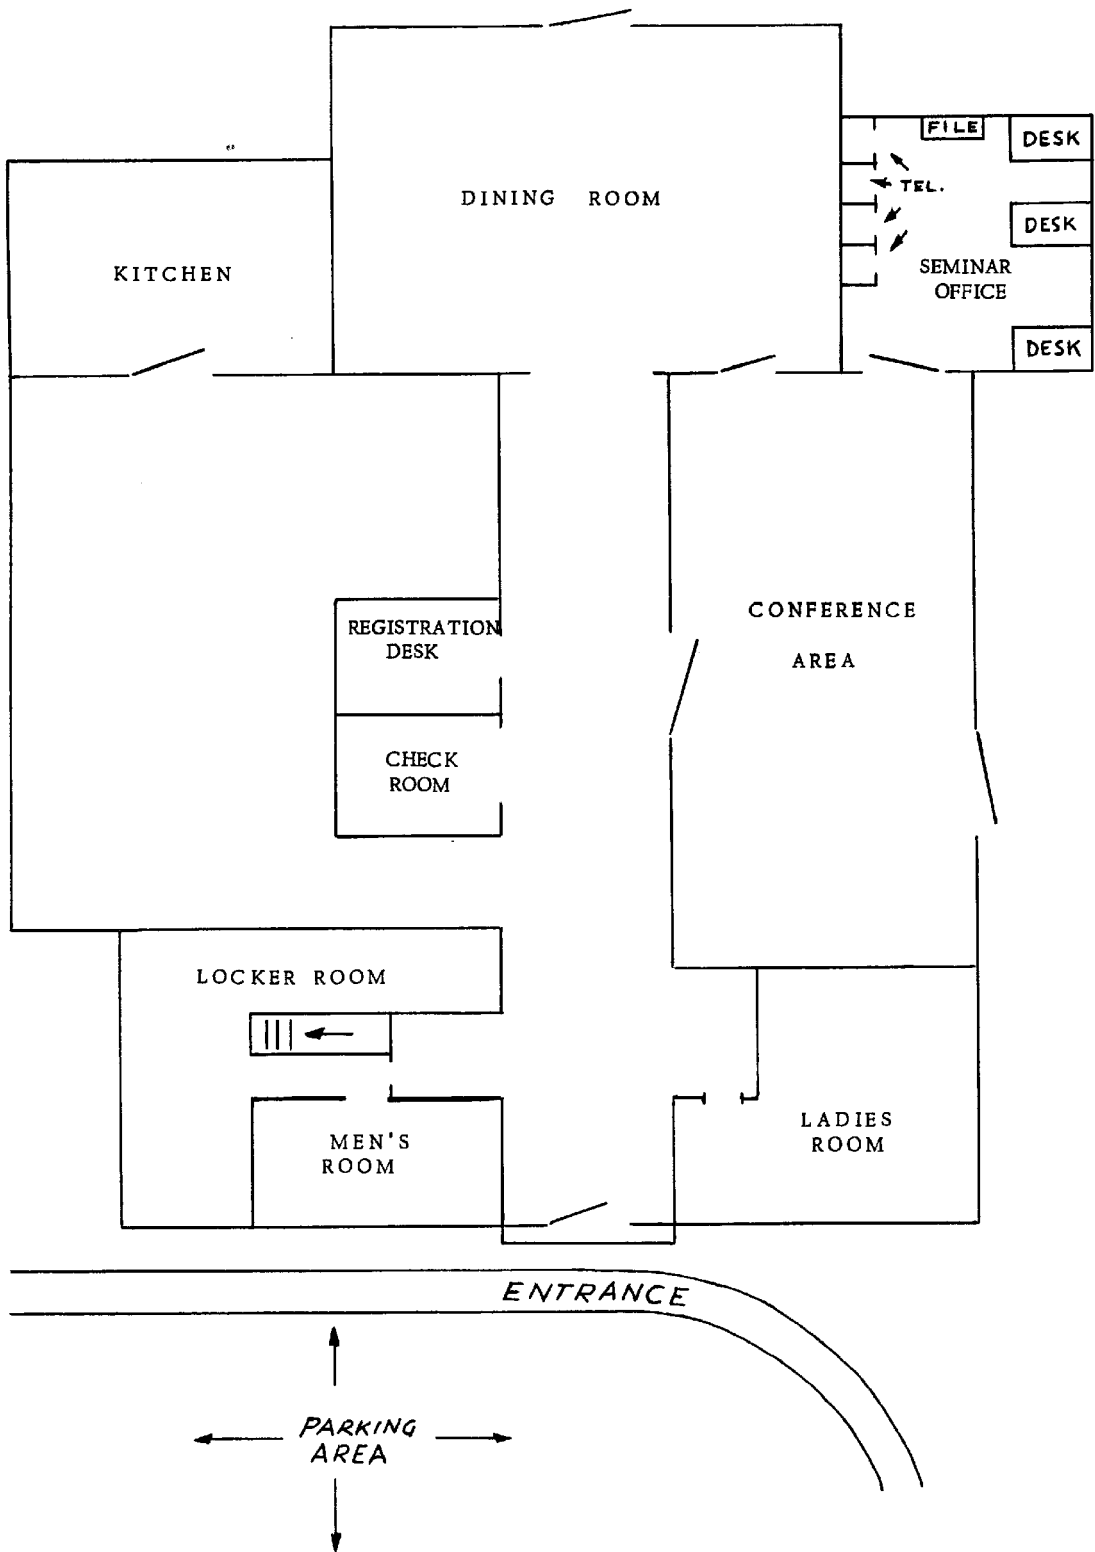 FILE
DESK
TEL.
DINING ROOM
DESK
KITCHEN
SEMINAR
OFFICE
DESK
CONFERENCE
AREA
REGISTRATION
DESK
CHECK
ROOM
LOCKER ROOM
MEN'S
ROOM
LADIES
ROOM
ENTRANCE
PARKING
AREA